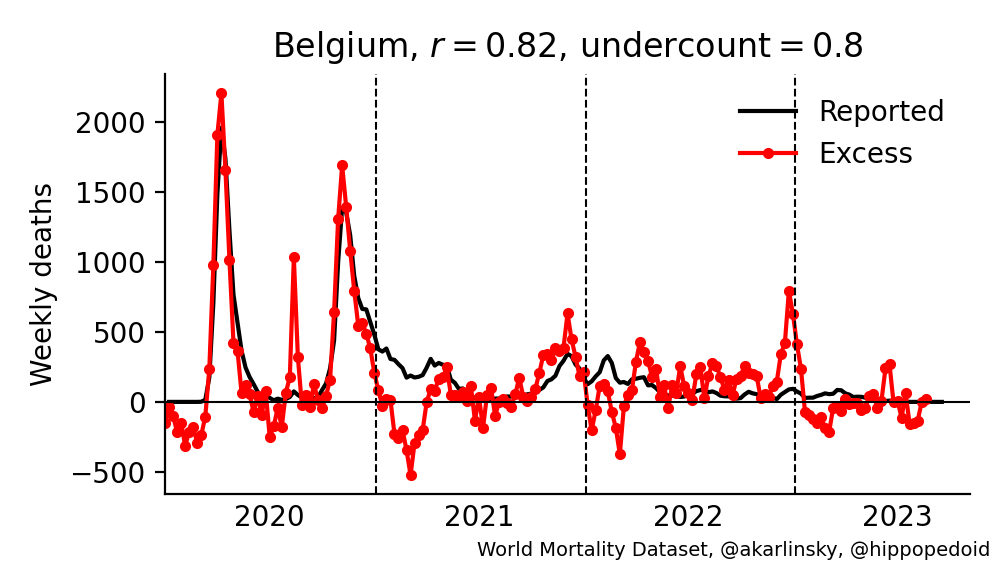 Belgium, r = 0.82, undercount = 0.8
Weekly deaths
2000
1500
1000
500
0
−500
Reported
Excess
2020 2021 2022 2023
World Mortality Dataset, @akarlinsky, @hippopedoid